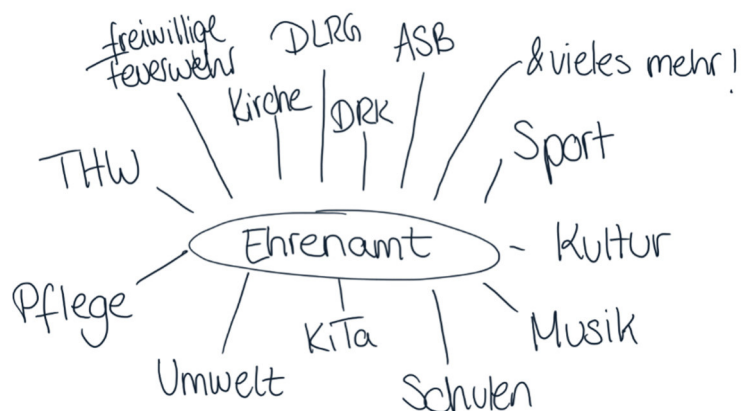 freiwillige
Feuerwehr
DLRG
ASB
& vieles mehr!
Kirche
DRK
Sport
THW
Ehrenamt
Kultur
Pflege
Musik
KiTa
Umwelt
Schulen